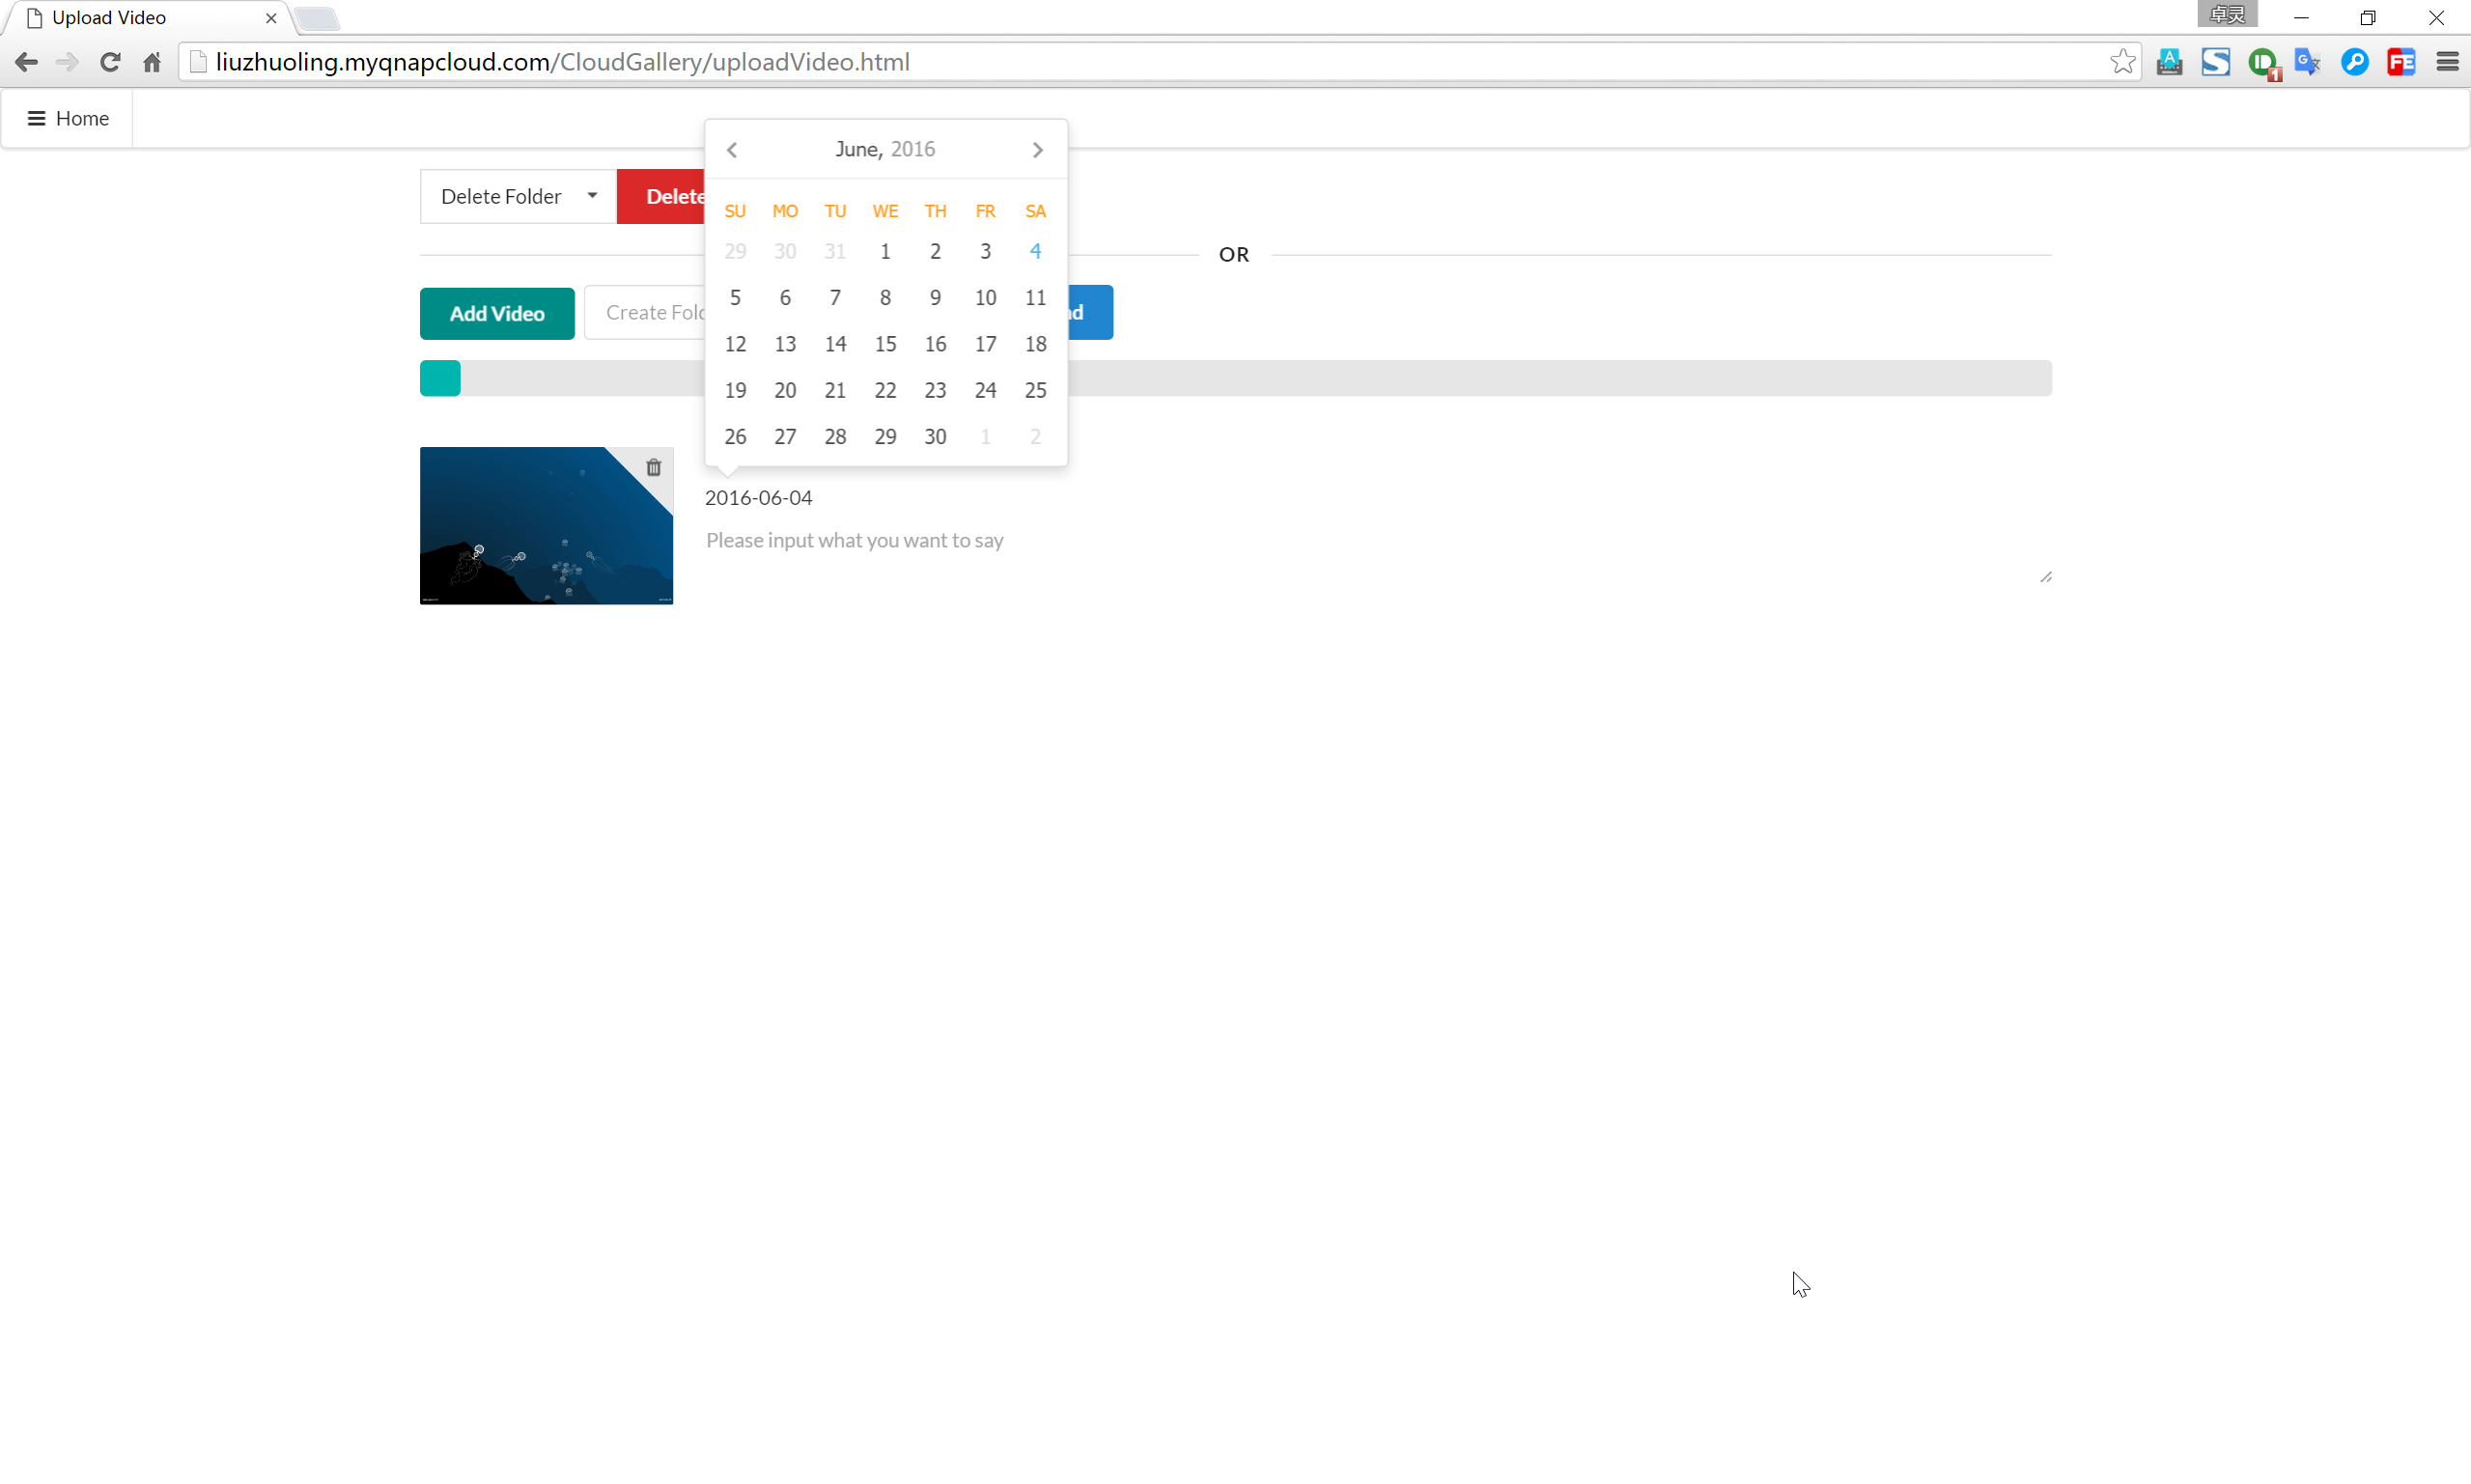 Upload Video
卓灵
liuzhuoling.myqnapcloud.com/CloudGallery/uploadVideo.html
1
Home
June, 2016
Delete Folder
Delete
SU MO TU WE TH FR SA
29 30 31 1 2 3 4
OR
5 6 7 8 9 10 11
Add Video
Create Fol
12 13 14 15 16 17 18
19 20 21 22 23 24 25
26 27 28 29 30 1 2
2016-06-04
Please input what you want to say